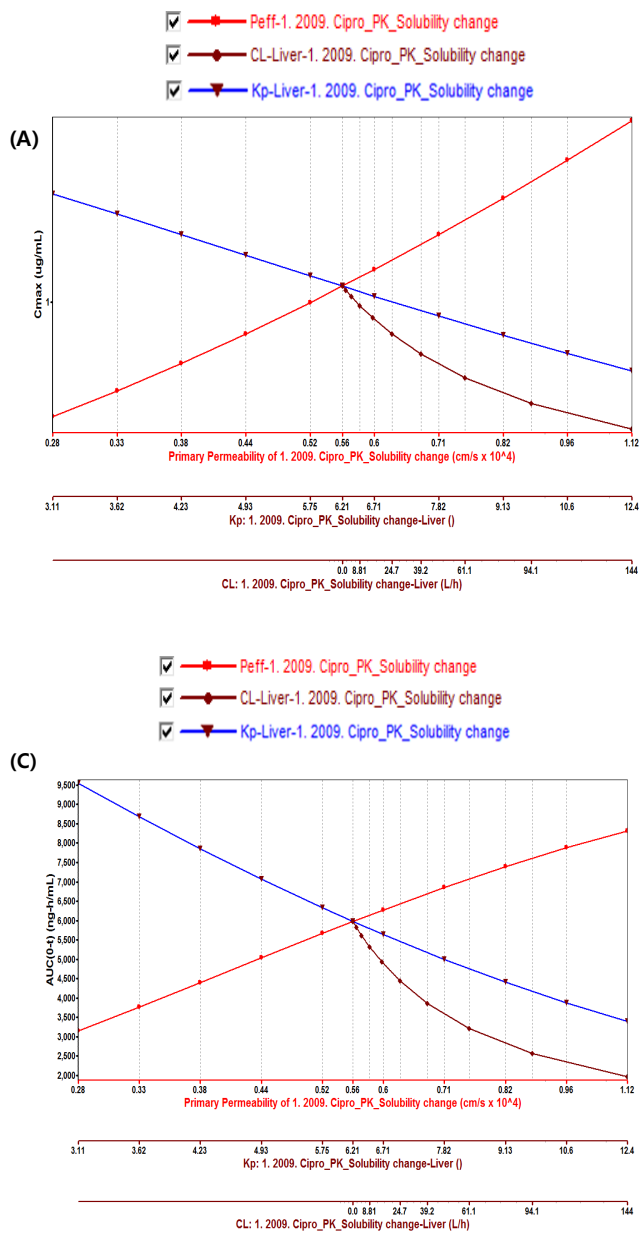 Peff-1. 2009. Cipro_PK_Solubility change
CL-Liver-1. 2009. Cipro_PK_Solubility change
Kp-Liver-1. 2009. Cipro_PK_Solubility change
(A)
Cmax (ug/mL)
1
0.28 0.33 0.38 0.44 0.52 0.56 0.6 0.71 0.82 0.96 1.12
Primary Permability of 1. 2009. Cipro_PK_Solubility change (cm/s x 10^4)
3.11 3.62 4.23 4.93 5.75 6.21 6.71 7.82 9.13 10.6 12.4
Kp: 1. 2009. Cipro_PK_Solubility change-Liver ()
0.0 8.81 24.7 39.2 61.1 94.1 144
CL: 1. 2009. Cipro_PK_Solubility change-Liver (L/h)
Peff-1. 2009. Cipro_PK_Solubility change
CL-Liver-1. 2009. Cipro_PK_Solubility change
Kp-Liver-1. 2009. Cipro_PK_Solubility change
(C)
AUC(0-t) (ng-h/mL)
9,500
9,000
8,500
8,000
7,500
7,000
6,500
6,000
5,500
5,000
4,500
4,000
3,500
3,000
2,500
2,000
0.28 0.33 0.38 0.44 0.52 0.56 0.6 0.71 0.82 0.96 1.12
Primary Permability of 1. 2009. Cipro_PK_Solubility change (cm/s x 10^4)
3.11 3.62 4.23 4.93 5.75 6.21 6.71 7.82 9.13 10.6 12.4
Kp: 1. 2009. Cipro_PK_Solubility change-Liver ()
0.0 8.81 24.7 39.2 61.1 94.1 144
CL: 1. 2009. Cipro_PK_Solubility change-Liver (L/h)